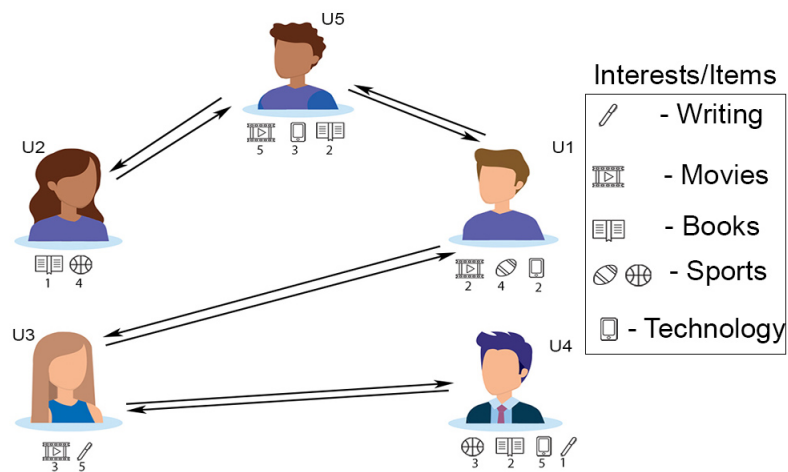 U5
5 3 2
U2
1 4
U1
2 4 2
U3
3 5
U4
3 2 5 1
Interests/Items
- Writing
- Movies
- Books
- Sports
- Technology